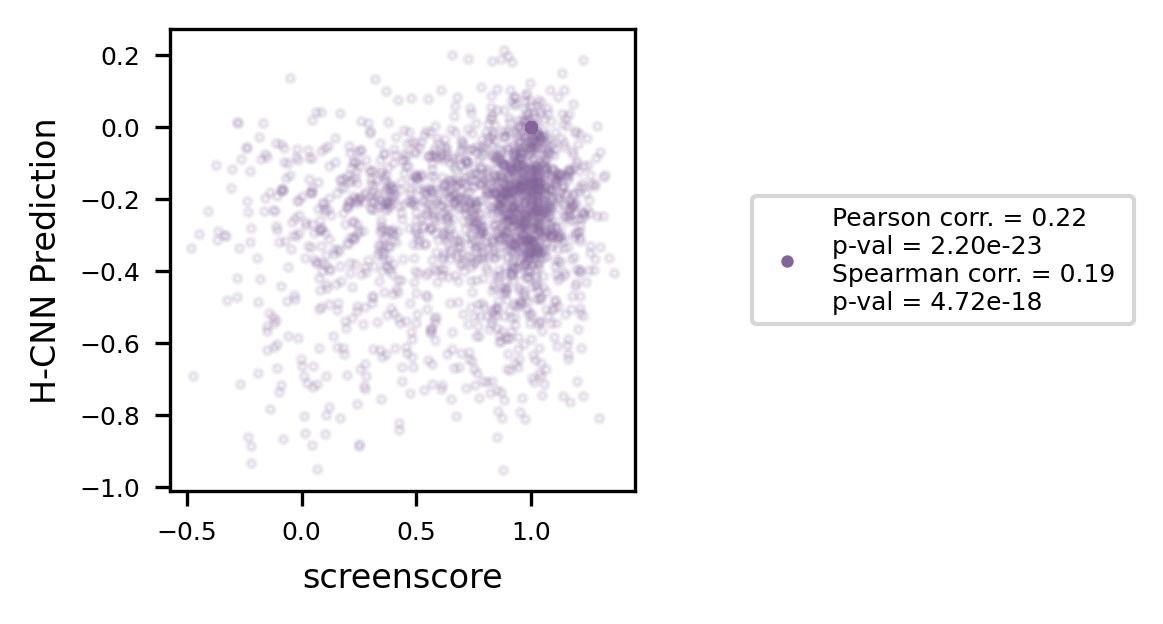 H-CNN Prediction
0.2
0.0
−0.2
−0.4
−0.6
−0.8
−1.0
−0.5 0.0 0.5 1.0
screenscore
Pearson corr. = 0.22
p-val = 2.20e-23
Spearman corr. = 0.19
p-val = 4.72e-18